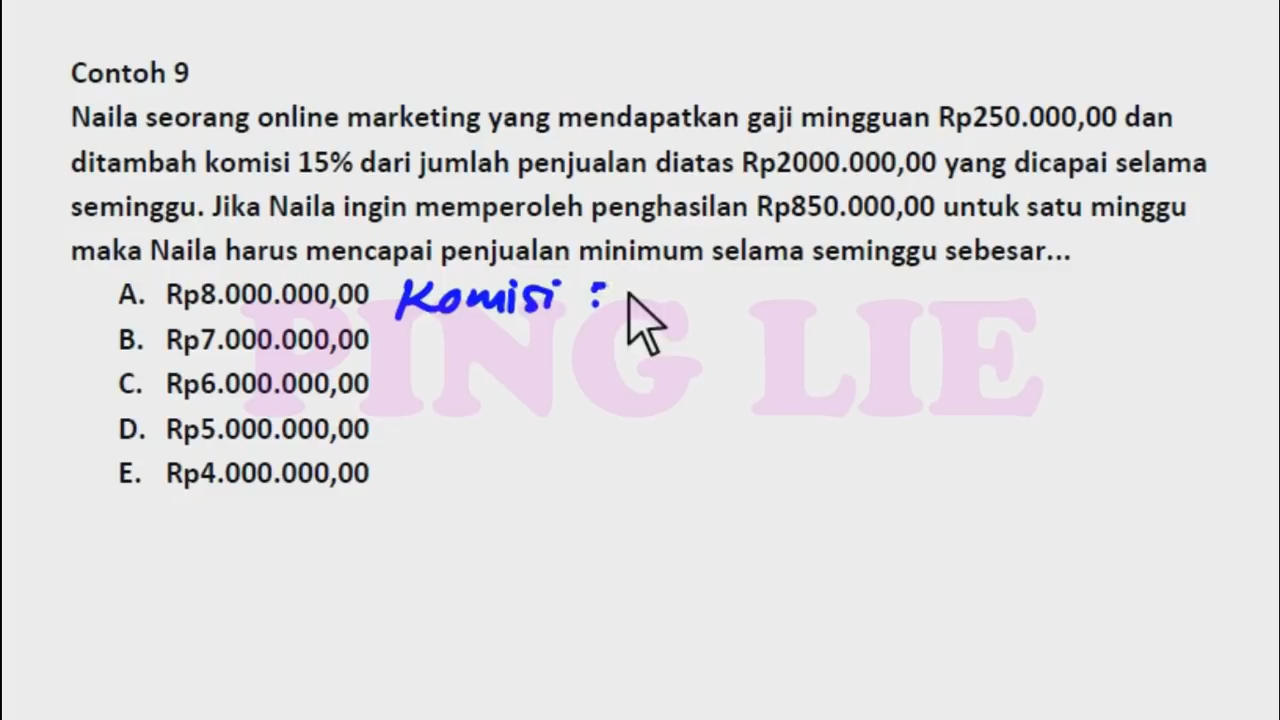 Contoh 9
Naila seorang online marketing yang mendapatkan gaji mingguan Rp250.000,00 dan
ditambah komisi 15% dari jumlah penjualan diatas Rp2000.000,00 yang dicapai selama
seminggu. Jika Naila ingin memperoleh penghasilan Rp850.000,00 untuk satu minggu
maka Naila harus mencapai penjualan minimum selama seminggu sebesar...
A. Rp8.000.000,00 Komisi :
B. Rp7.000.000,00
C. Rp6.000.000,00
D. Rp5.000.000,00
E. Rp4.000.000,00
PING LIE